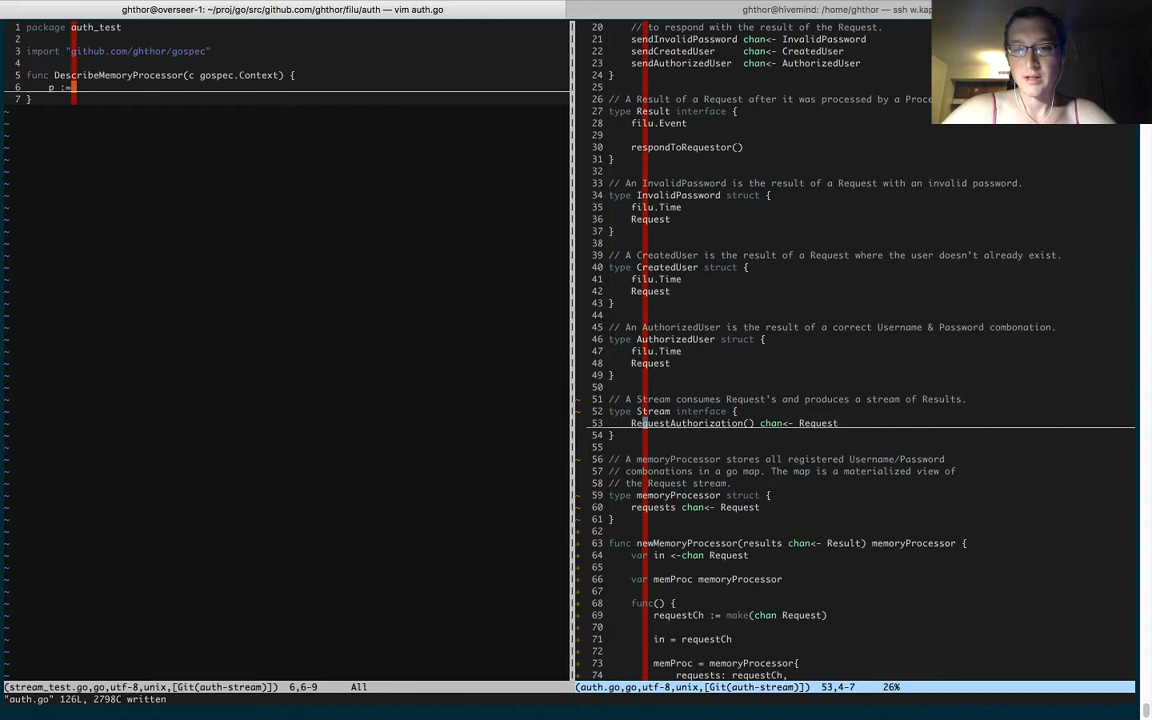 ghthor@overseer-1: ~/proj/go/src/github.com/ghthor/filu/auth — vim auth.go
ghthor@hivemind: /home/ghthor — ssh w.kap
1 package auth_test
2
3 import "github.com/ghthor/gospec"
4
5 func DescribeMemoryProcessor(c gospec.Context) {
6 p :=
7 }
~
(stream_test.go,go,utf-8,unix,[Git(auth-stream)]) 6,6-9 All
"auth.go" 126L, 2798C written
20 // to respond with the result of the Request.
21 sendInvalidPassword chan<- InvalidPassword
22 sendCreatedUser chan<- CreatedUser
23 sendAuthorizedUser chan<- AuthorizedUser
24 }
25
26 // A Result of a Request after it was processed by a Proce
27 type Result interface {
28 filu.Event
29
30 respondToRequestor()
31 }
32
33 // An InvalidPassword is the result of a Request with an invalid password.
34 type InvalidPassword struct {
35 filu.Time
36 Request
37 }
38
39 // A CreatedUser is the result of a Request where the user doesn't already exist.
40 type CreatedUser struct {
41 filu.Time
42 Request
43 }
44
45 // An AuthorizedUser is the result of a correct Username & Password combonation.
46 type AuthorizedUser struct {
47 filu.Time
48 Request
49 }
50
51 // A Stream consumes Request's and produces a stream of Results.
52 type Stream interface {
53 RequestAuthorization() chan<- Request
54 }
55
56 // A memoryProcessor stores all registered Username/Password
57 // combonations in a go map. The map is a materialized view of
58 // the Request stream.
59 type memoryProcessor struct {
60 requests chan<- Request
61 }
62
63 func newMemoryProcessor(results chan<- Result) memoryProcessor {
64 var in <-chan Request
65
66 var memProc memoryProcessor
67
68 func() {
69 requestCh := make(chan Request)
70
71 in = requestCh
72
73 memProc = memoryProcessor{
74 requests: requestCh,
(auth.go,go,utf-8,unix,[Git(auth-stream)]) 53,4-7 26%